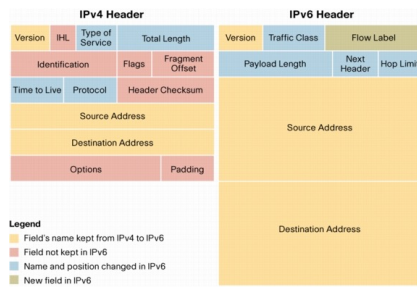 IPv4 Header
Version
IHL
Type of
Service
Total Length
Identification
Flags
Fragment
Offset
Time to Live
Protocol
Header Checksum
Source Address
Destination Address
Options
Padding
IPv6 Header
Version
Traffic Class
Flow Label
Payload Length
Next
Header
Hop Limi
Source Address
Destination Address
Legend
Field's name kept from IPv4 to IPv6
Field not kept in IPv6
Name and position changed in IPv6
New field in IPv6